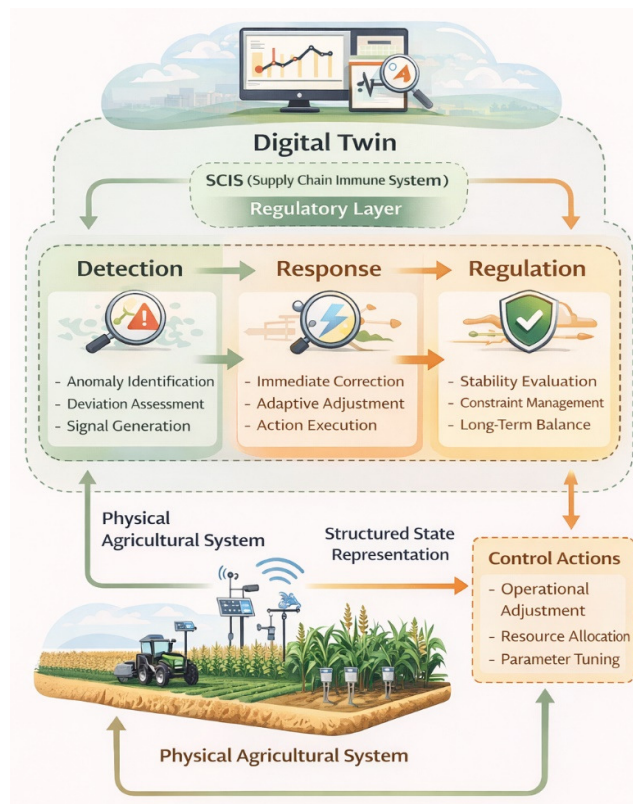 Digital Twin
SCIS (Supply Chain Immune System)
Regulatory Layer
Detection
Response
Regulation
- Anomaly Identification
- Deviation Assessment
- Signal Generation
- Immediate Correction
- Adaptive Adjustment
- Action Execution
- Stability Evaluation
- Constraint Management
- Long-Term Balance
Physical
Agricultural System
Structured State
Representation
Control Actions
- Operational
Adjustment
- Resource Allocation
- Parameter Tuning
Physical Agricultural System